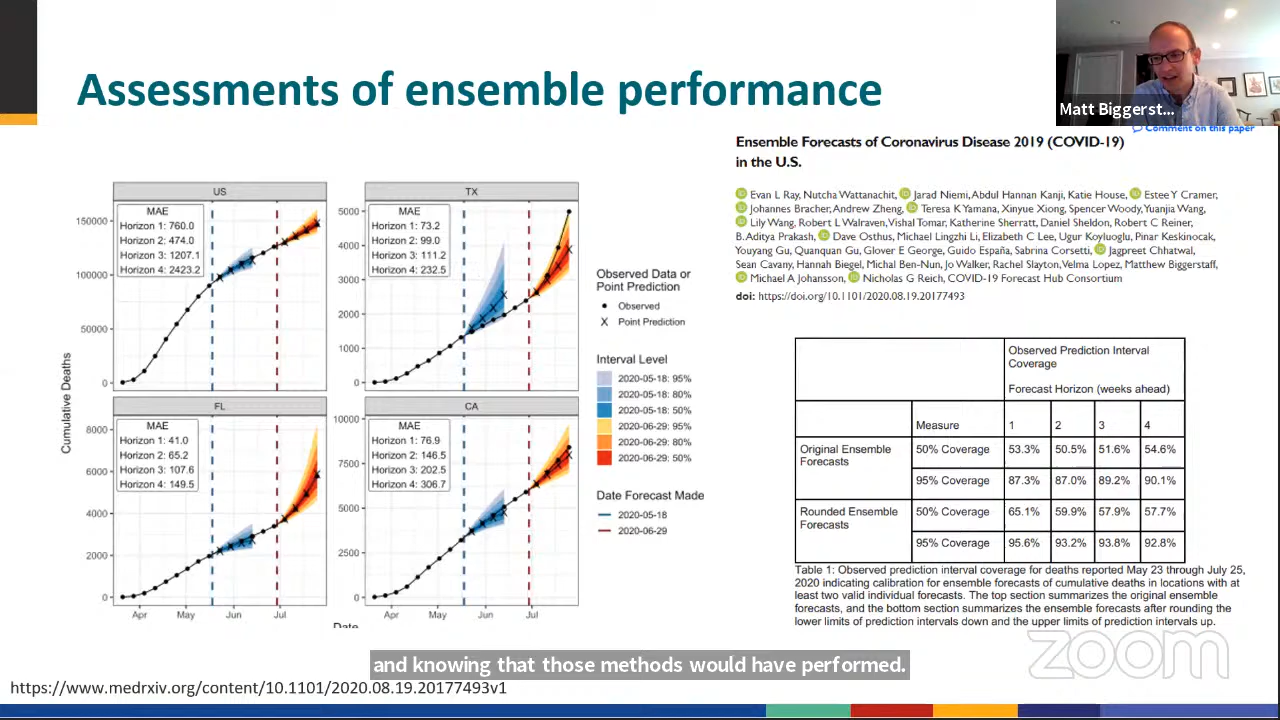 Assessments of ensemble performance
Matt Biggerst...
Comment on this paper
Ensemble Forecasts of Coronavirus Disease 2019 (COVID-19)
in the U.S.
Evan L Ray, Nutcha Wattanachit, Jarad Niemi, Abdul Hannan Kanji, Katie House, Estee Y Cramer,
Johannes Bracher, Andrew Zheng, Teresa K Yamana, Xinyue Xiong, Spencer Woody, Yuanjia Wang,
Lily Wang, Robert L Walraven, Vishal Tomar, Katherine Sherratt, Daniel Sheldon, Robert C Reiner,
B. Aditya Prakash, Dave Osthus, Michael Lingzhi Li, Elizabeth C Lee, Ugur Koyluoglu, Pinar Keskinocak,
Youyang Gu, Quanquan Gu, Glover E George, Guido España, Sabrina Corsetti, Jagpreet Chhatwal,
Sean Cavany, Hannah Biegel, Michal Ben-Nun, Jo Walker, Rachel Slayton, Velma Lopez, Matthew Biggerstaff,
Michael A Johansson, Nicholas G Reich, COVID-19 Forecast Hub Consortium
doi: https://doi.org/10.1101/2020.08.19.20177493
US
MAE
Horizon 1: 760.0
Horizon 2: 474.0
Horizon 3: 1207.1
Horizon 4: 2423.2
150000
100000
50000
0
TX
MAE
Horizon 1: 73.2
Horizon 2: 99.0
Horizon 3: 111.2
Horizon 4: 232.5
5000
4000
3000
2000
1000
0
FL
MAE
Horizon 1: 41.0
Horizon 2: 65.2
Horizon 3: 107.6
Horizon 4: 149.5
8000
6000
4000
2000
0
CA
MAE
Horizon 1: 76.9
Horizon 2: 146.5
Horizon 3: 202.5
Horizon 4: 306.7
10000
7500
5000
2500
0
Cumulative Deaths
Apr May Jun Jul
Apr May Jun Jul
Date
Observed Data or
Point Prediction
Observed
Point Prediction
Interval Level
2020-05-18: 95%
2020-05-18: 80%
2020-05-18: 50%
2020-06-29: 95%
2020-06-29: 80%
2020-06-29: 50%
Date Forecast Made
2020-05-18
2020-06-29
Observed Prediction Interval
Coverage
Forecast Horizon (weeks ahead)
Measure 1 2 3 4
Original Ensemble
Forecasts
50% Coverage 53.3% 50.5% 51.6% 54.6%
95% Coverage 87.3% 87.0% 89.2% 90.1%
Rounded Ensemble
Forecasts
50% Coverage 65.1% 59.9% 57.9% 57.7%
95% Coverage 95.6% 93.2% 93.8% 92.8%
Table 1: Observed prediction interval coverage for deaths reported May 23 through July 25,
2020 indicating calibration for ensemble forecasts of cumulative deaths in locations with at
least two valid individual forecasts. The top section summarizes the original ensemble
forecasts, and the bottom section summarizes the ensemble forecasts after rounding the
lower limits of prediction intervals down and the upper limits of prediction intervals up.
zoom
and knowing that those methods would have performed.
https://www.medrxiv.org/content/10.1101/2020.08.19.20177493v1